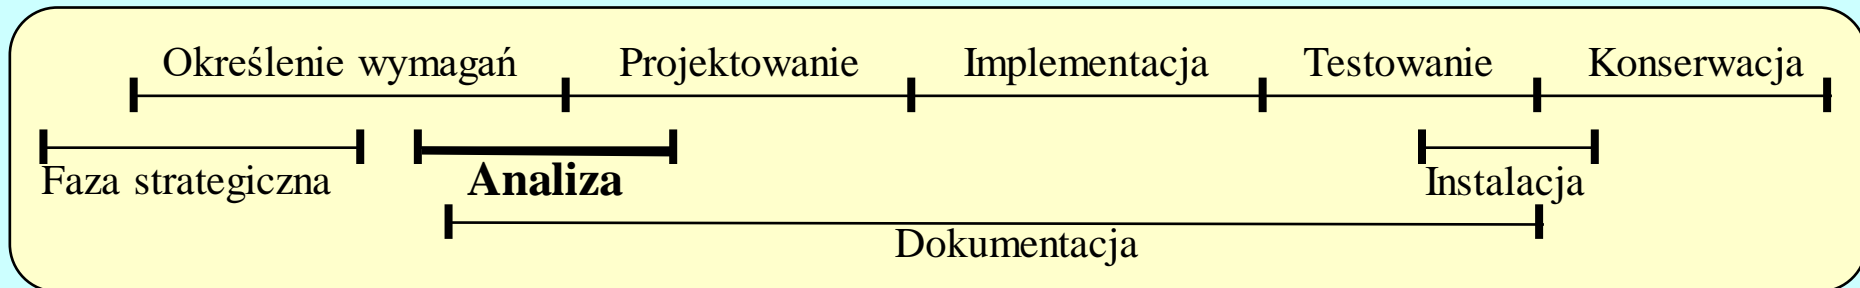 Określenie wymagań Projektowanie Implementacja Testowanie Konserwacja
Faza strategiczna Analiza Instalacja
Dokumentacja